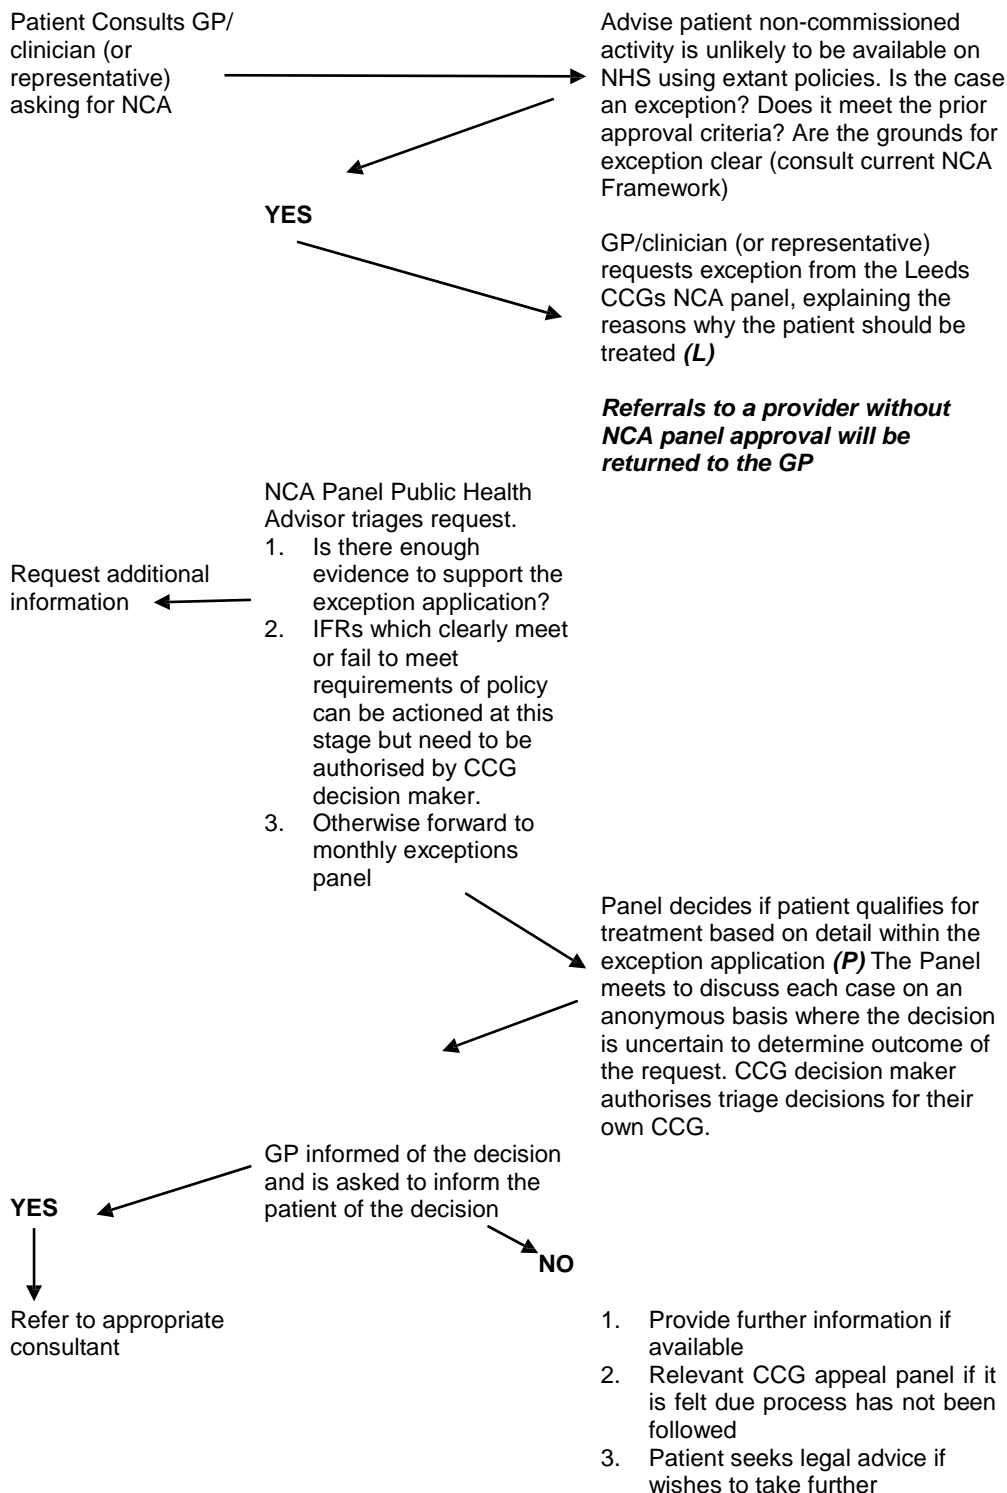 Patient Consults GP/
clinician (or
representative)
asking for NCA
Advise patient non-commissioned
activity is unlikely to be available on
NHS using extant policies. Is the case
an exception? Does it meet the prior
approval criteria? Are the grounds for
exception clear (consult current NCA
Framework)
YES
GP/clinician (or representative)
requests exception from the Leeds
CCGs NCA panel, explaining the
reasons why the patient should be
treated (L)
Referrals to a provider without
NCA panel approval will be
returned to the GP
NCA Panel Public Health
Advisor triages request.
1. Is there enough
evidence to support the
exception application?
2. IFRs which clearly meet
or fail to meet
requirements of policy
can be actioned at this
stage but need to be
authorised by CCG
decision maker.
3. Otherwise forward to
monthly exceptions
panel
Request additional
information
Panel decides if patient qualifies for
treatment based on detail within the
exception application (P) The Panel
meets to discuss each case on an
anonymous basis where the decision
is uncertain to determine outcome of
the request. CCG decision maker
authorises triage decisions for their
own CCG.
GP informed of the decision
and is asked to inform the
patient of the decision
YES
NO
Refer to appropriate
consultant
1. Provide further information if
available
2. Relevant CCG appeal panel if it
is felt due process has not been
followed
3. Patient seeks legal advice if
wishes to take further